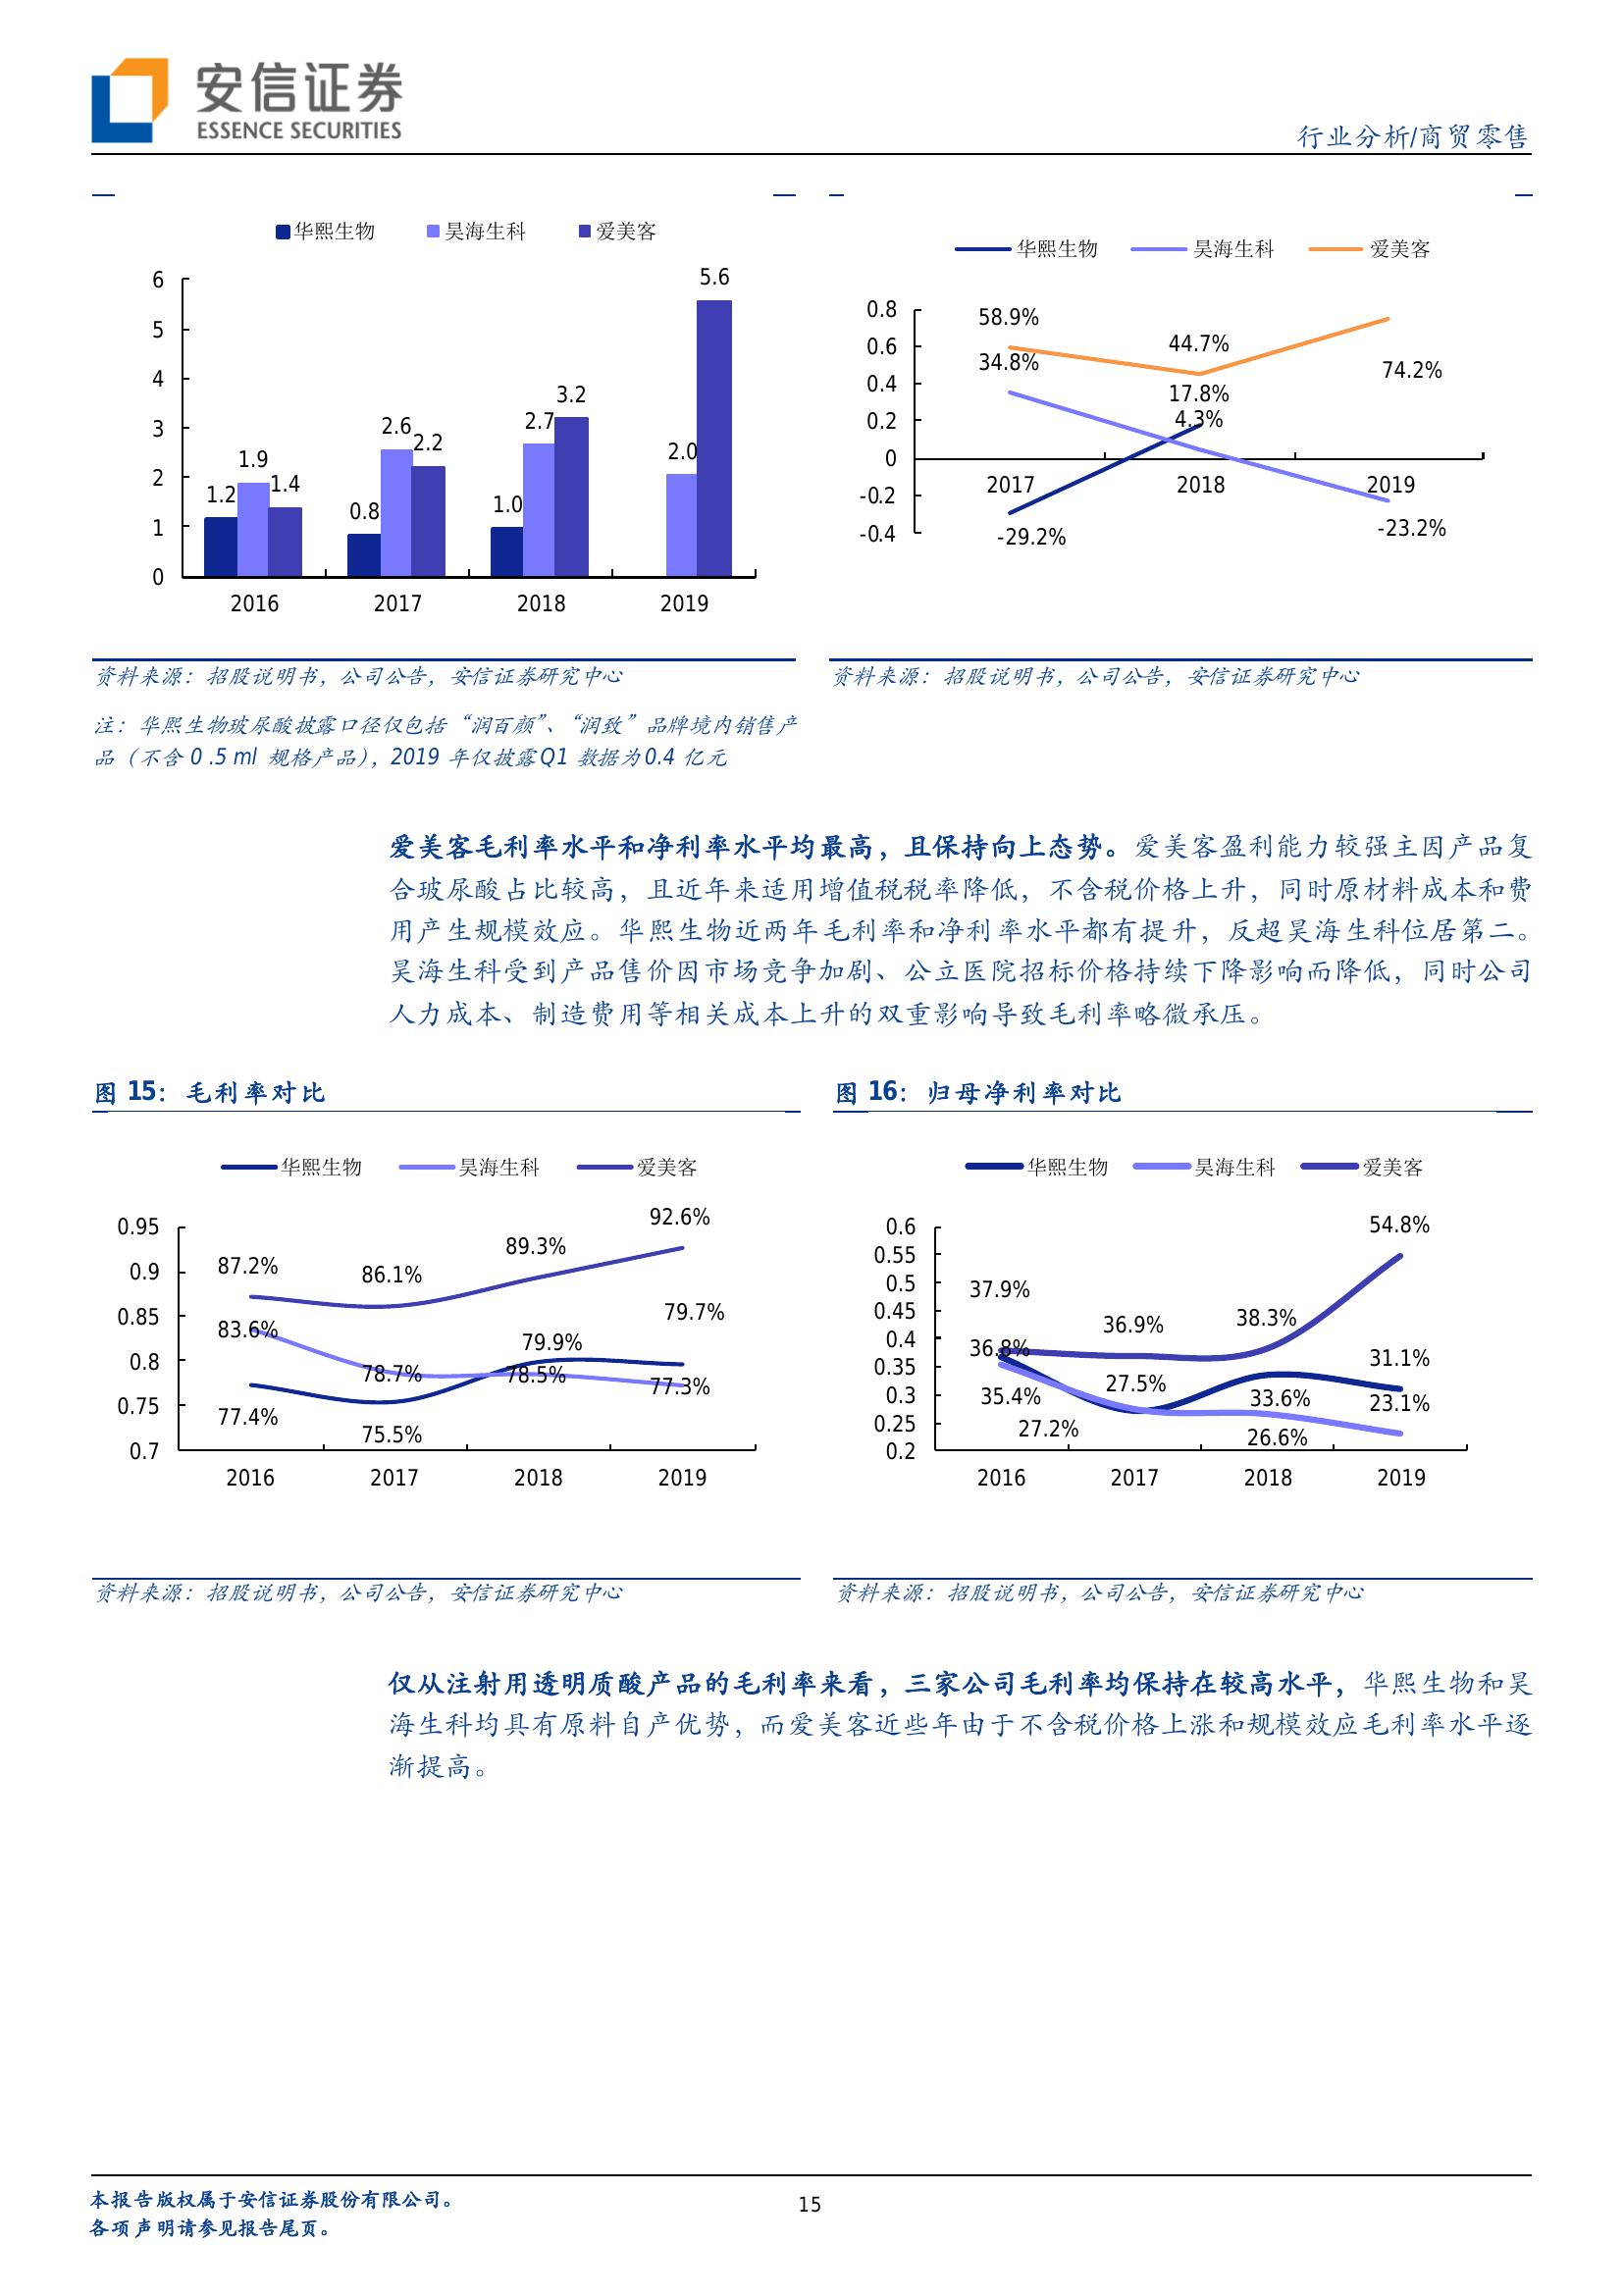 安信证券
ESSENCE SECURITIES
行业分析/商贸零售
华熙生物 昊海生科 爱美客
6
5
4
3
2
1
0
1.2
1.9
1.4
0.8
2.6
2.2
1.0
2.7
3.2
2.0
5.6
2016 2017 2018 2019
华熙生物 昊海生科 爱美客
0.8
0.6
0.4
0.2
0
-0.2
-0.4
58.9%
34.8%
44.7%
17.8%
4.3%
74.2%
-29.2%
-23.2%
2017 2018 2019
资料来源：招股说明书，公司公告，安信证券研究中心
资料来源：招股说明书，公司公告，安信证券研究中心
注：华熙生物玻尿酸披露口径仅包括“润百颜”、“润致”品牌境内销售产
品（不含 0 .5 ml 规格产品），2019 年仅披露Q1 数据为0.4 亿元
爱美客毛利率水平和净利率水平均最高，且保持向上态势。爱美客盈利能力较强主因产品复
合玻尿酸占比较高，且近年来适用增值税税率降低，不含税价格上升，同时原材料成本和费
用产生规模效应。华熙生物近两年毛利率和净利率水平都有提升，反超昊海生科位居第二。
昊海生科受到产品售价因市场竞争加剧、公立医院招标价格持续下降影响而降低，同时公司
人力成本、制造费用等相关成本上升的双重影响导致毛利率略微承压。
图 15：毛利率对比
华熙生物 昊海生科 爱美客
0.95
0.9
0.85
0.8
0.75
0.7
87.2%
86.1%
89.3%
92.6%
83.6%
78.7%
78.5%
77.3%
77.4%
75.5%
79.9%
79.7%
2016 2017 2018 2019
图 16：归母净利率对比
华熙生物 昊海生科 爱美客
0.6
0.55
0.5
0.45
0.4
0.35
0.3
0.25
0.2
37.9%
36.9%
38.3%
54.8%
36.8%
27.5%
33.6%
31.1%
35.4%
27.2%
26.6%
23.1%
2016 2017 2018 2019
资料来源：招股说明书，公司公告，安信证券研究中心
资料来源：招股说明书，公司公告，安信证券研究中心
仅从注射用透明质酸产品的毛利率来看，三家公司毛利率均保持在较高水平，华熙生物和昊
海生科均具有原料自产优势，而爱美客近些年由于不含税价格上涨和规模效应毛利率水平逐
渐提高。
本报告版权属于安信证券股份有限公司。
各项声明请参见报告尾页。
15